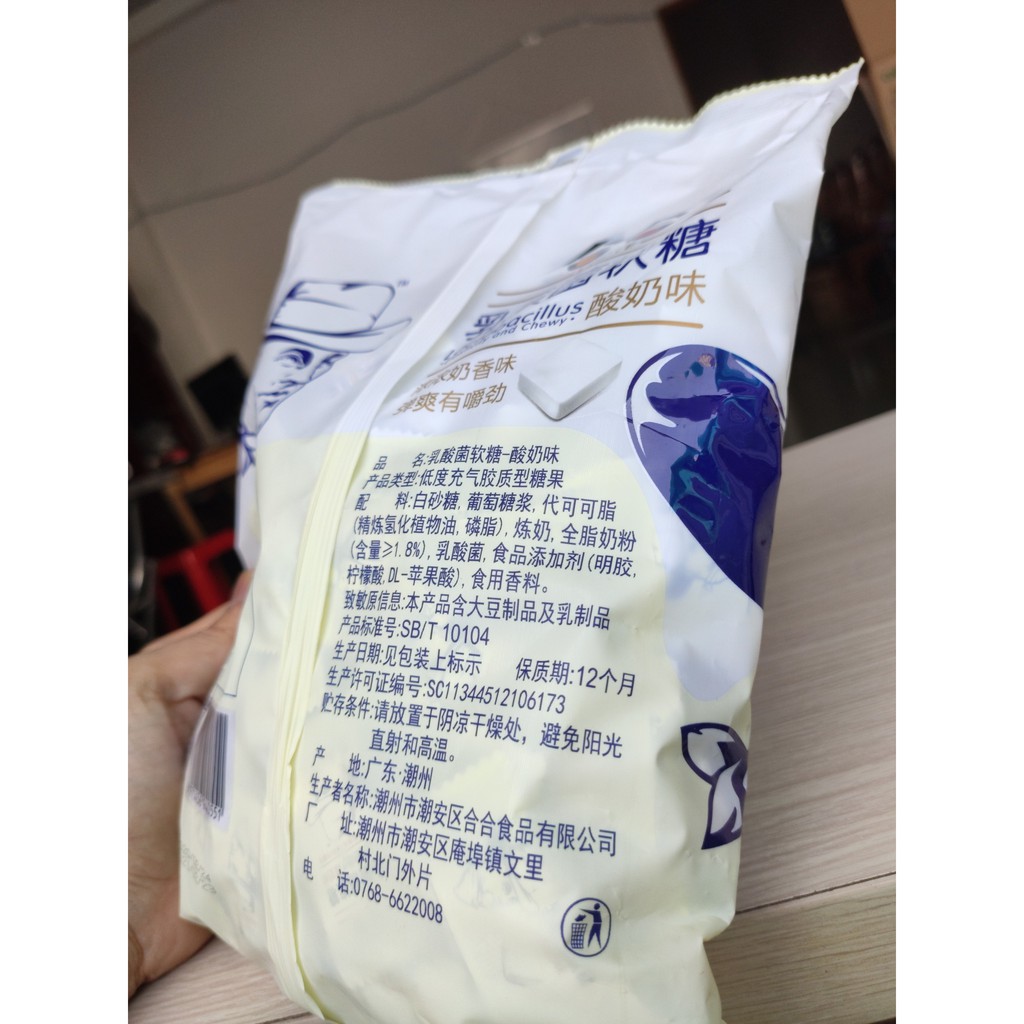 软糖
acillus 酸奶味
and Chewy
奶香味
爽有嚼劲
品 名:乳酸菌软糖-酸奶味
产品类型:低度充气胶质型糖果
配 料:白砂糖, 葡萄糖浆, 代可可脂
(精炼氢化植物油, 磷脂), 炼奶, 全脂奶粉
(含量≥1.8%), 乳酸菌, 食品添加剂 (明胶,
柠檬酸, DL-苹果酸), 食用香料。
致敏原信息:本产品含大豆制品及乳制品
产品标准号:SB/T 10104
生产日期:见包装上标示 保质期:12个月
生产许可证编号:SC11344512106173
贮存条件:请放置于阴凉干燥处, 避免阳光
直射和高温。
产 地:广东·潮州
生产者名称:潮州市潮安区合合食品有限公司
厂 址:潮州市潮安区庵埠镇文里
村北门外片
电 话:0768-6622008